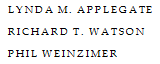 LYNDA M. APPLEGATE
RICHARD T. WATSON
PHIL WEINZIMER